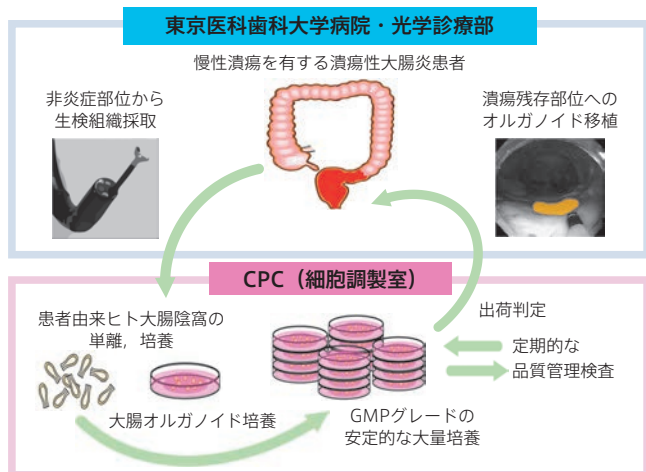 東京医科歯科大学病院・光学診療部
慢性潰瘍を有する潰瘍性大腸炎患者
非炎症部位から
生検組織採取
潰瘍残存部位への
オルガノイド移植
CPC（細胞調製室）
患者由来ヒト大腸陰窩の
単離，培養
大腸オルガノイド培養
GMPグレードの
安定的な大量培養
出荷判定
定期的な
品質管理検査